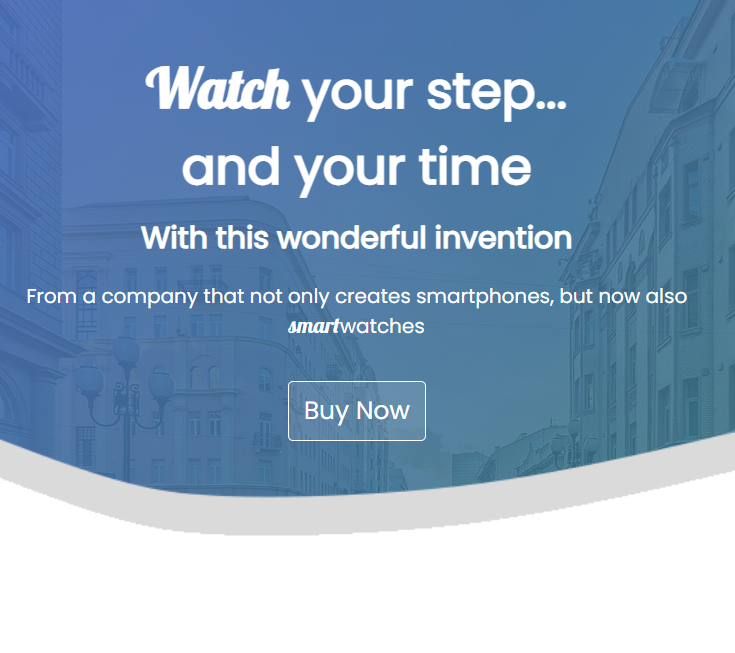 Watch your step...
and your time
With this wonderful invention
From a company that not only creates smartphones, but now also
smartwatches
Buy Now